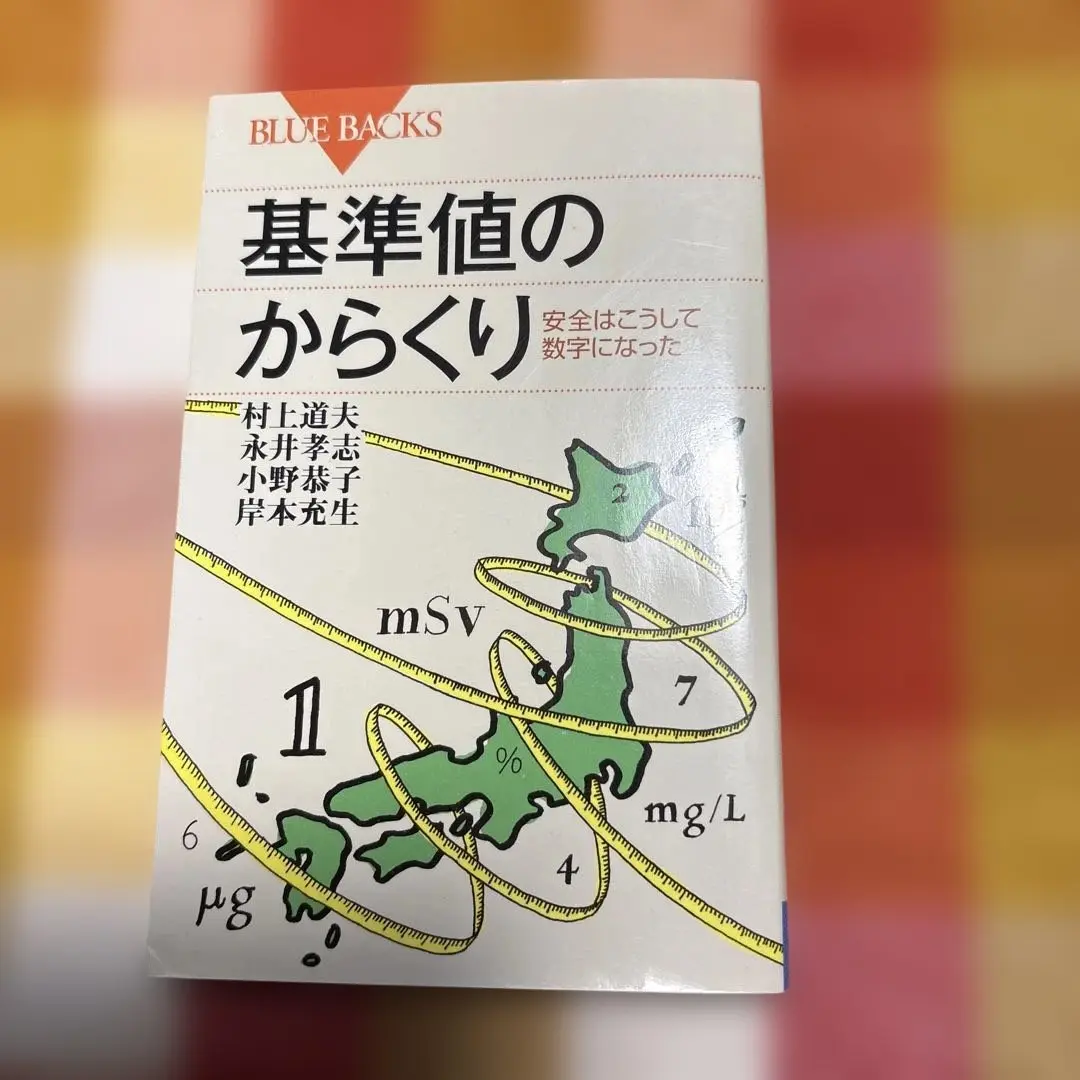 BLUE BACKS
基準値の
からくり
安全はこうして
数字になった
村上道夫
永井孝志
小野恭子
岸本充生
2
mSv
7
1
%
mg/L
6
4
μg